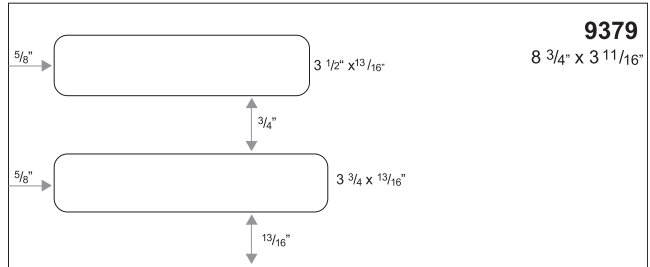 9379
8 3/4” x 3 11/16”
5/8”
3 1/2“ x13/16”
3/4”
5/8”
3 3/4 x 13/16”
13/16”